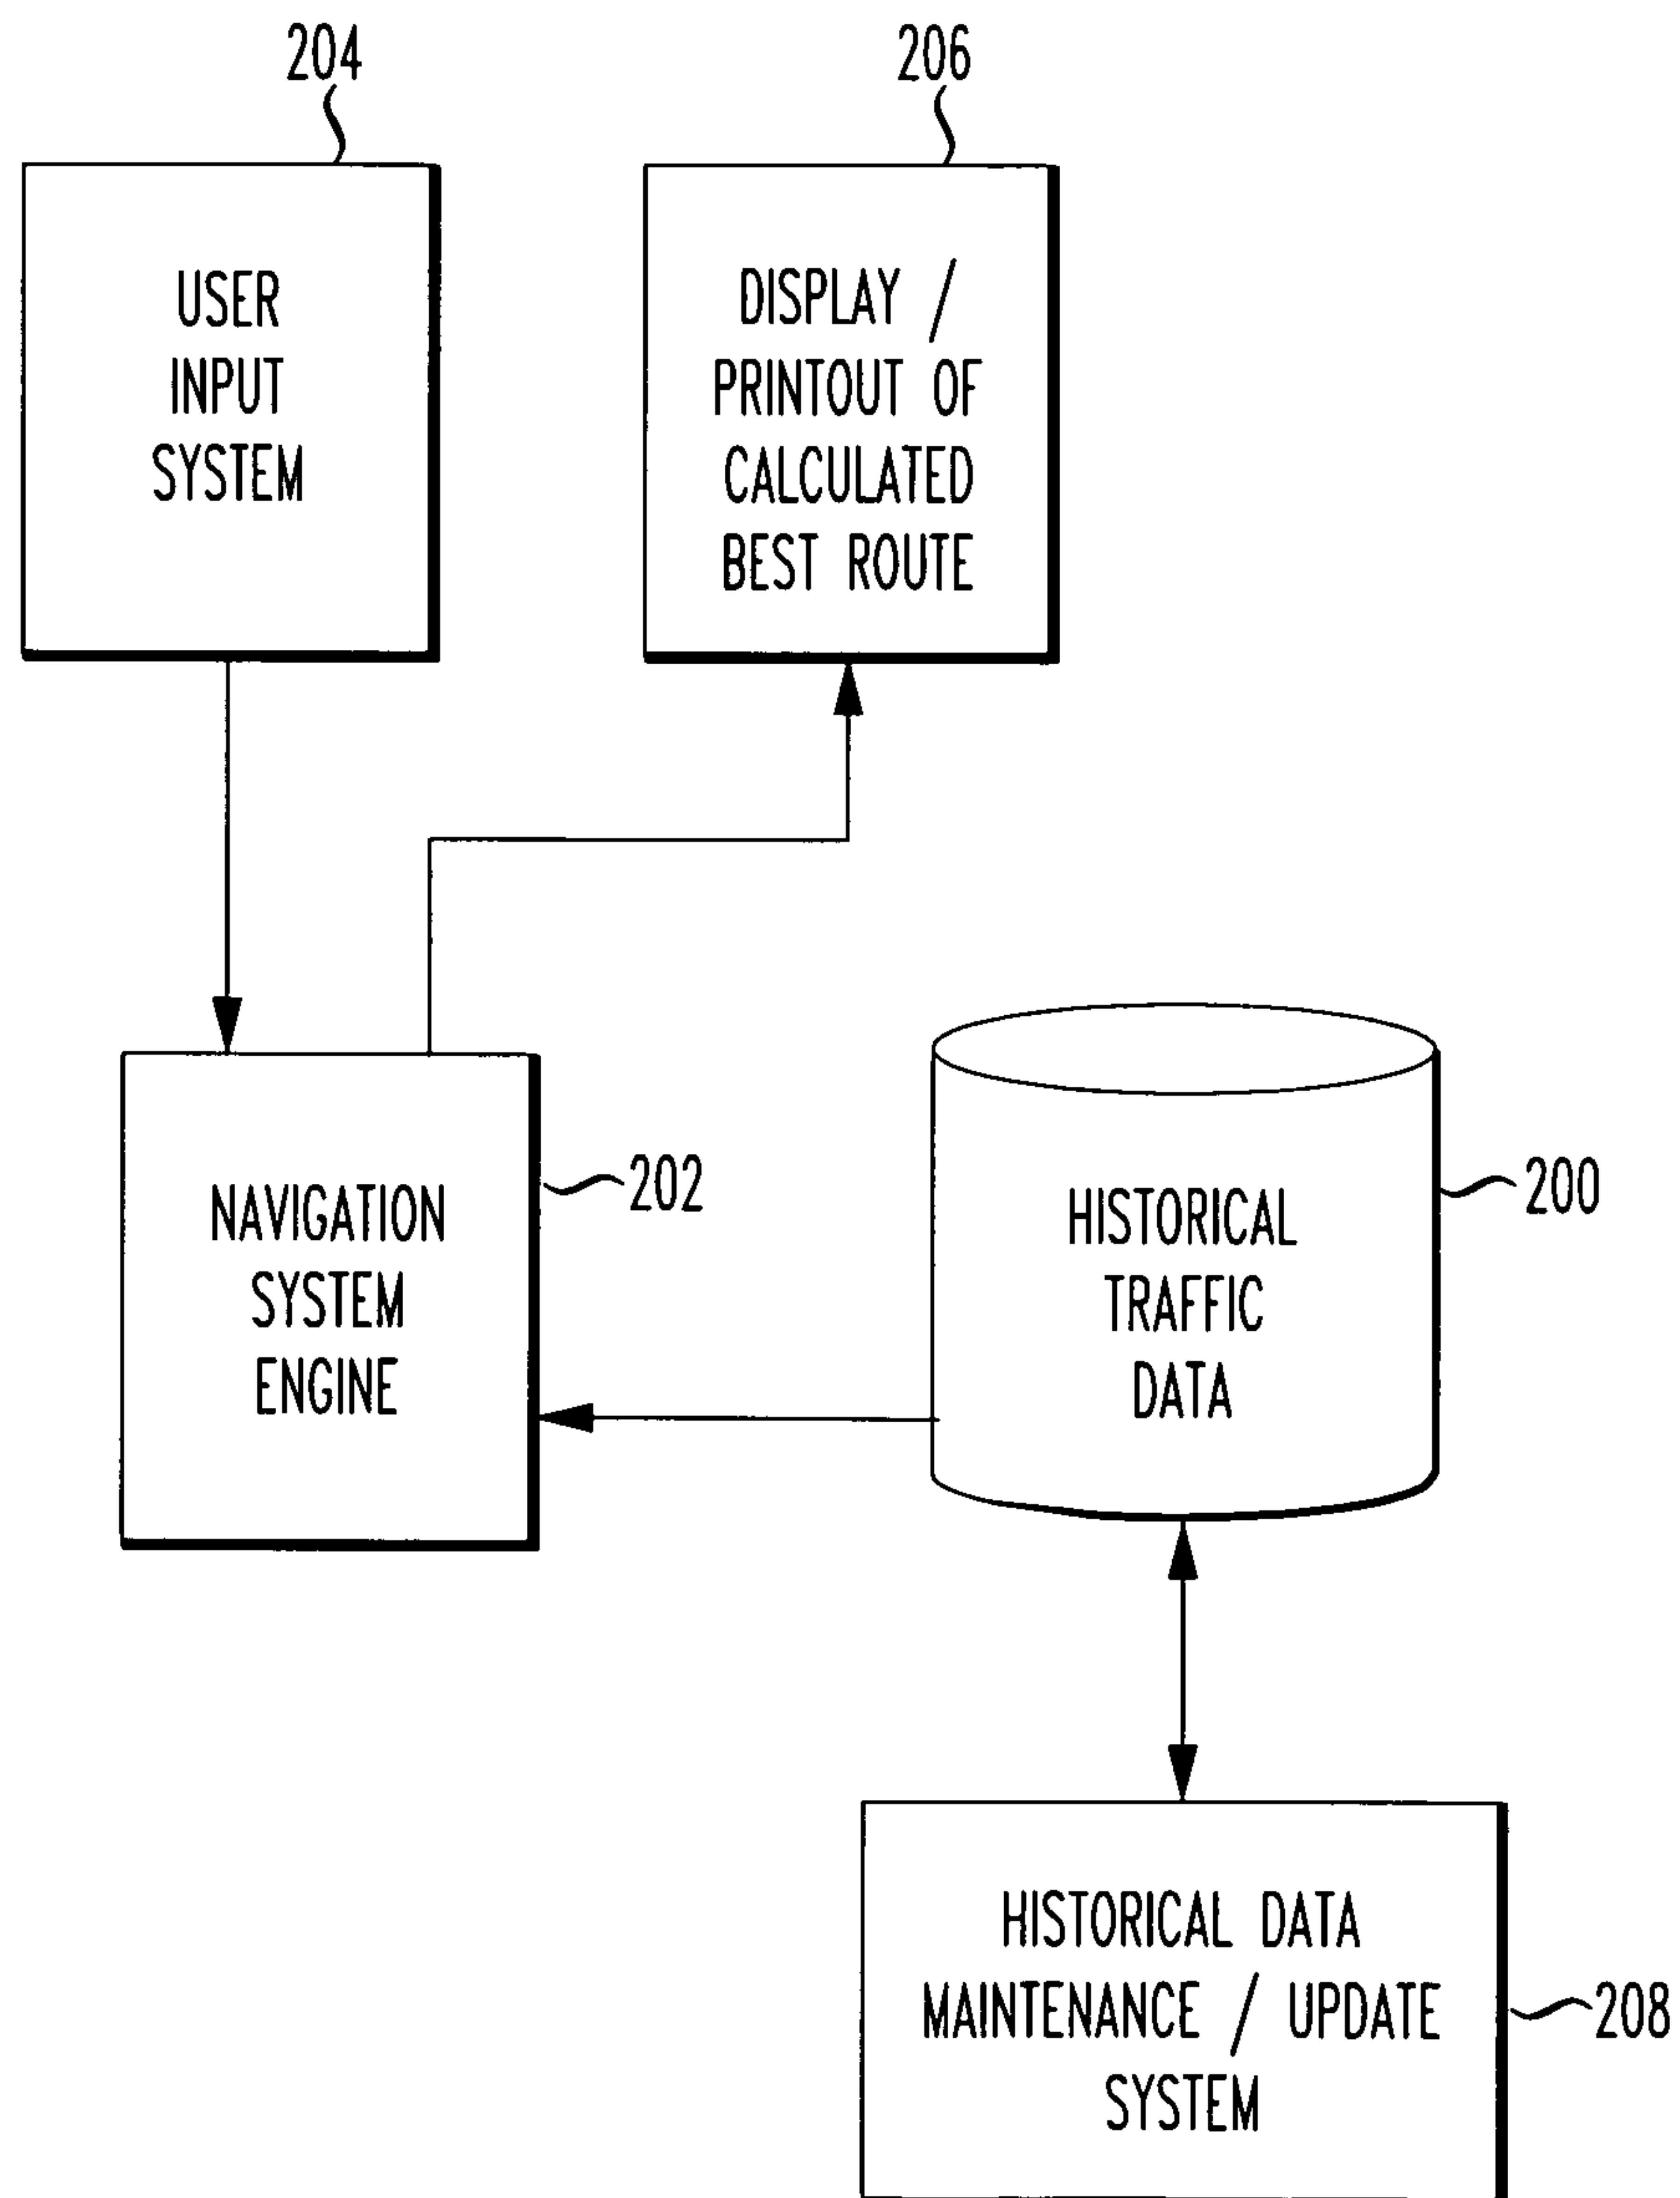 204
206
USER
INPUT
SYSTEM
DISPLAY /
PRINTOUT OF
CALCULATED
BEST ROUTE
NAVIGATION
SYSTEM
ENGINE
202
HISTORICAL
TRAFFIC
DATA
200
HISTORICAL DATA
MAINTENANCE / UPDATE
SYSTEM
208